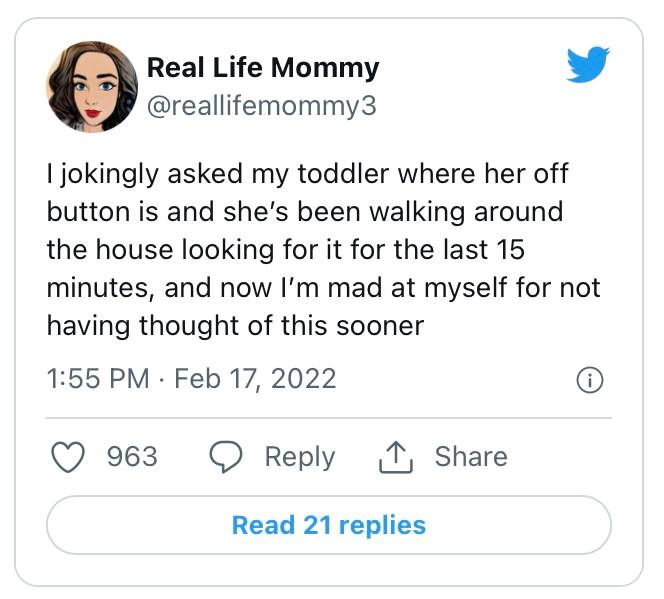 Real Life Mommy
@reallifemommy3
I jokingly asked my toddler where her off
button is and she’s been walking around
the house looking for it for the last 15
minutes, and now I’m mad at myself for not
having thought of this sooner
1:55 PM · Feb 17, 2022
963 Reply Share
Read 21 replies